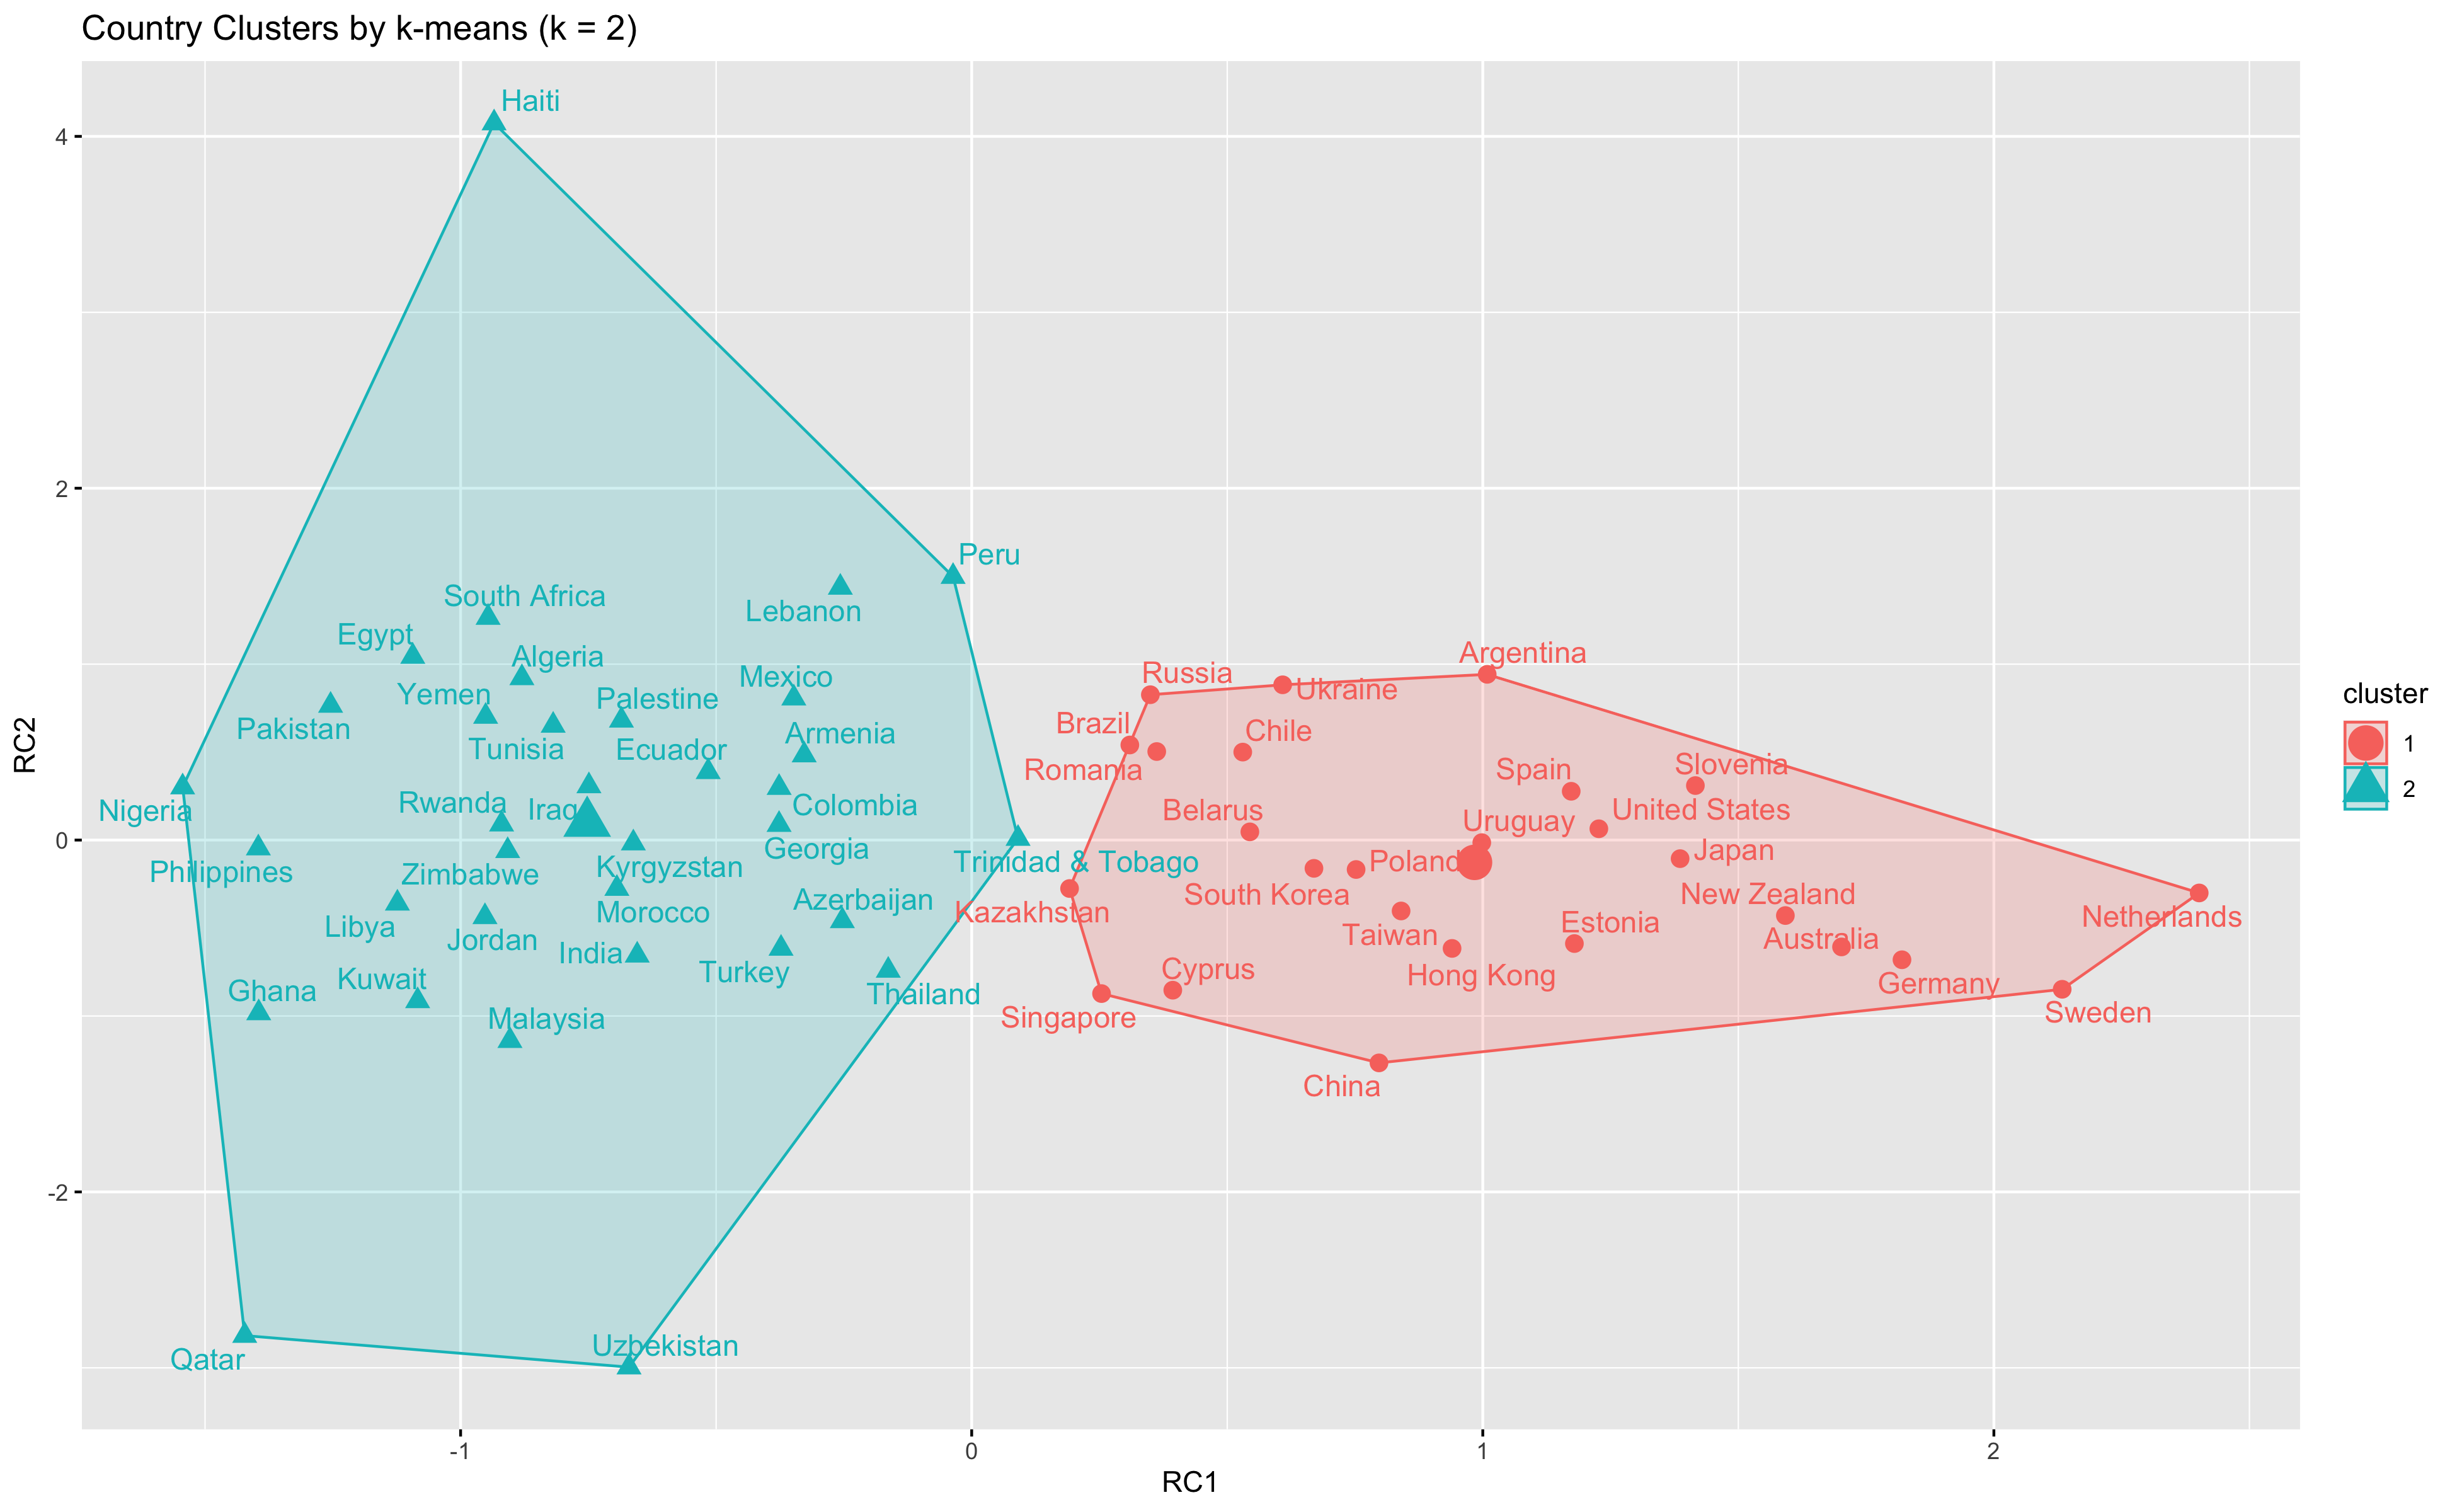 Country Clusters by k-means (k = 2)
Haiti
4
2
Peru
South Africa
Lebanon
Egypt
Algeria
Argentina
Russia
Mexico
Ukraine
Yemen
Palestine
Brazil
Pakistan
Armenia
Chile
Tunisia
Ecuador
Romania
Spain
Slovenia
Nigeria
Rwanda
Iraq
Colombia
Belarus
Uruguay
United States
0
Georgia
Japan
Philippines
Zimbabwe
Kyrgyzstan
Trinidad & Tobago
Poland
South Korea
New Zealand
Libya
Morocco
Azerbaijan
Kazakhstan
Netherlands
Jordan
India
Taiwan
Estonia
Australia
Kuwait
Turkey
Cyprus
Hong Kong
Ghana
Thailand
Germany
Malaysia
Singapore
Sweden
China
-2
Uzbekistan
Qatar
-1
0
1
2
RC1
RC2
cluster
1
2